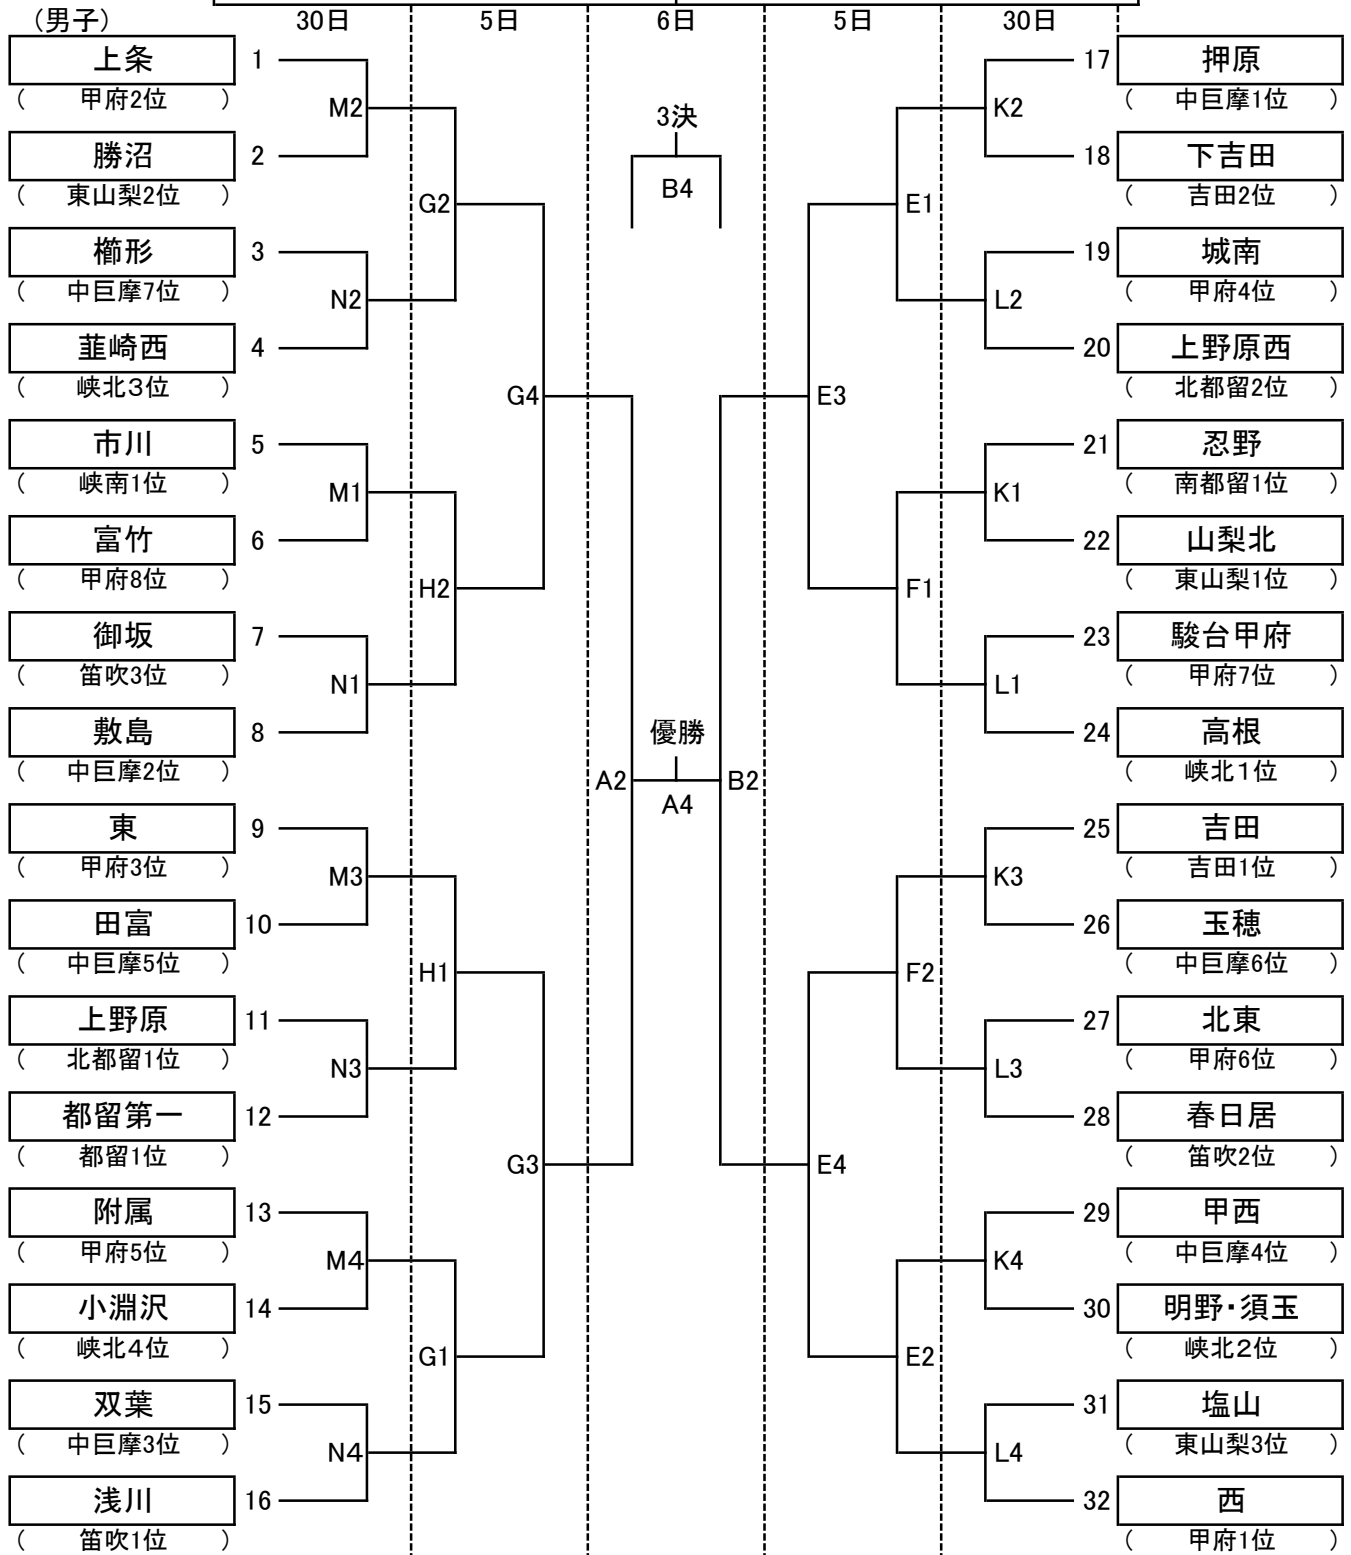 (男子)
30日
5日
6日
5日
30日
上条
1
( 甲府2位 )
M2
勝沼
2
( 東山梨2位 )
G2
櫛形
3
( 中巨摩7位 )
N2
韮崎西
4
( 峡北3位 )
G4
市川
5
( 峡南1位 )
M1
富竹
6
( 甲府8位 )
H2
御坂
7
( 笛吹3位 )
N1
敷島
8
( 中巨摩2位 )
A2
東
9
( 甲府3位 )
M3
田富
10
( 中巨摩5位 )
H1
上野原
11
( 北都留1位 )
N3
都留第一
12
( 都留1位 )
G3
附属
13
( 甲府5位 )
M4
小淵沢
14
( 峡北4位 )
G1
双葉
15
( 中巨摩3位 )
N4
浅川
16
( 笛吹1位 )
3決
B4
優勝
A4
17
押原
( 中巨摩1位 )
K2
18
下吉田
( 吉田2位 )
E1
19
城南
( 甲府4位 )
L2
20
上野原西
( 北都留2位 )
E3
21
忍野
( 南都留1位 )
K1
22
山梨北
( 東山梨1位 )
F1
23
駿台甲府
( 甲府7位 )
L1
24
高根
( 峡北1位 )
B2
25
吉田
( 吉田1位 )
K3
26
玉穂
( 中巨摩6位 )
F2
27
北東
( 甲府6位 )
L3
28
春日居
( 笛吹2位 )
E4
29
甲西
( 中巨摩4位 )
K4
30
明野・須玉
( 峡北2位 )
E2
31
塩山
( 東山梨3位 )
L4
32
西
( 甲府1位 )